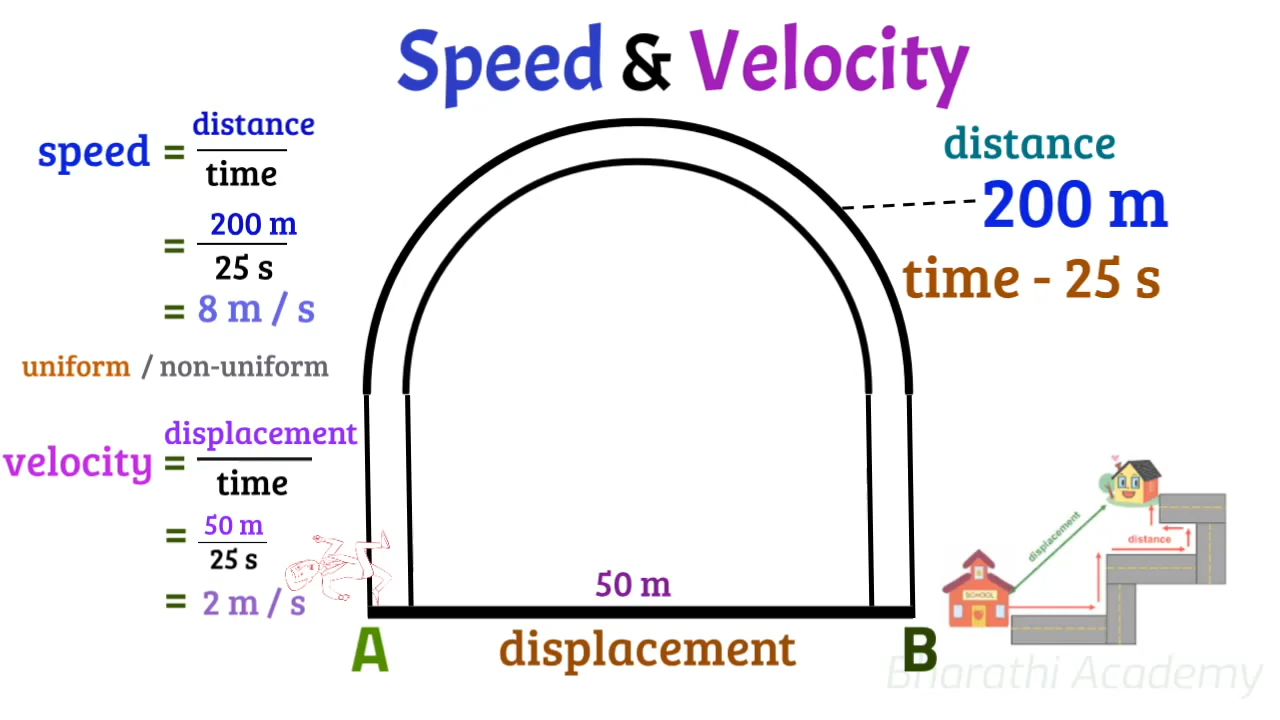 Speed & Velocity
speed = distance
time
= 200 m
25 s
= 8 m / s
uniform / non-uniform
velocity = displacement
time
= 50 m
25 s
= 2 m / s
distance
200 m
time - 25 s
50 m
A
displacement
B
displacement
distance
SCHOOL
Bharathi Academy